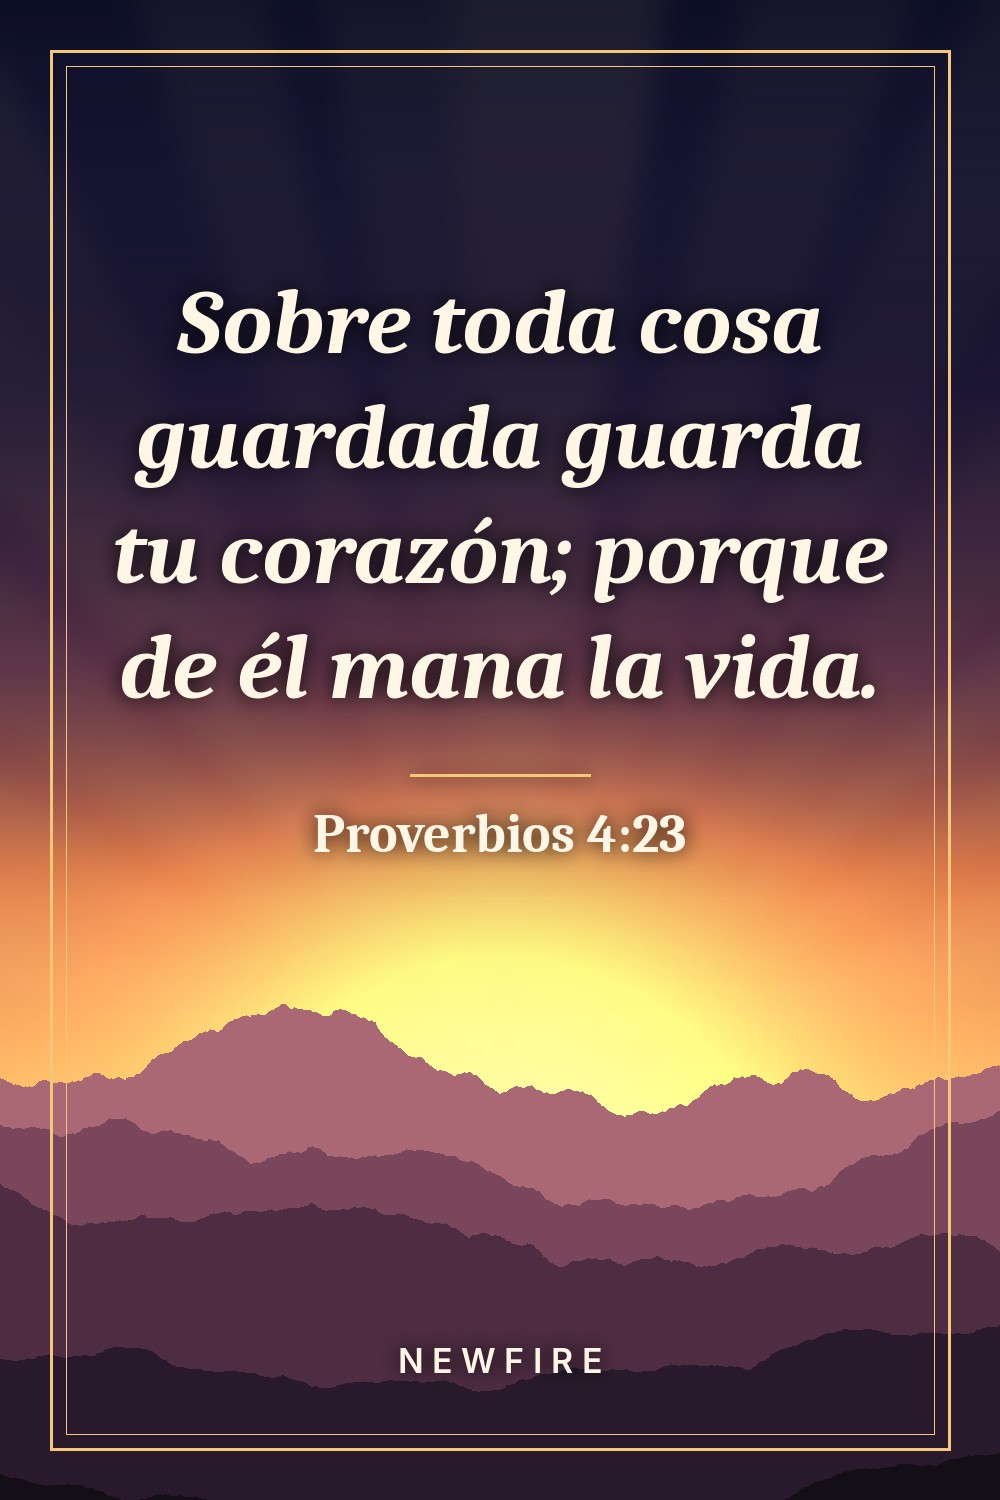 Sobre toda cosa
guardada guarda
tu corazón; porque
de él mana la vida.
Proverbios 4:23
NEWFIRE